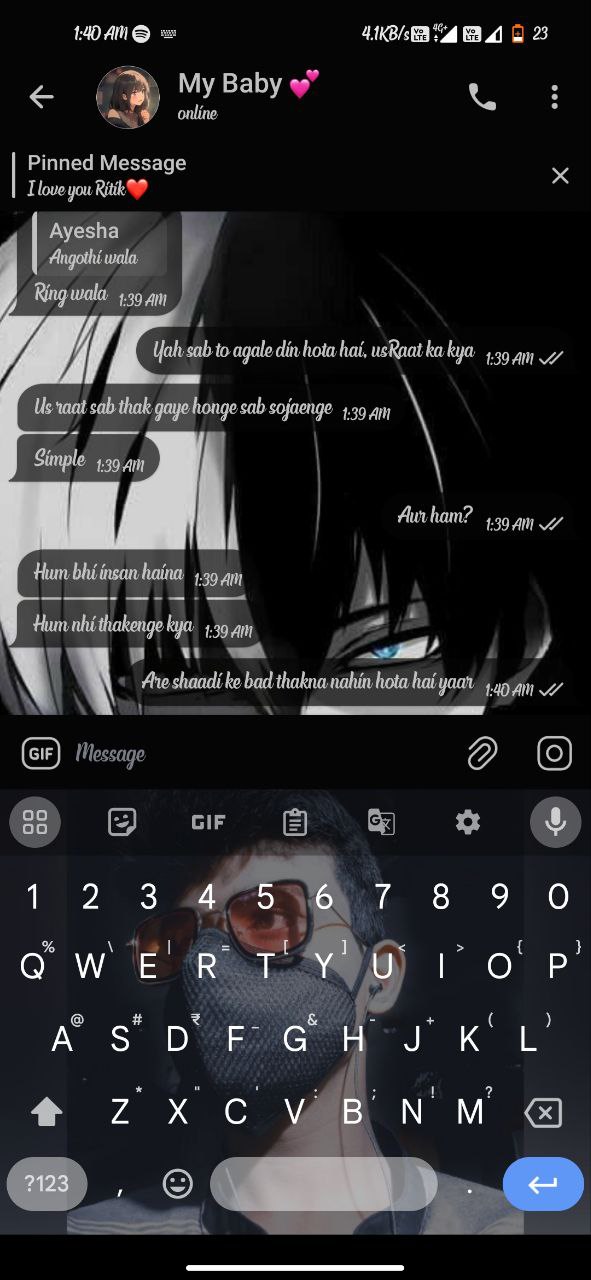 1:40 AM
4.1KB/s Vo LTE 4G+ Vo LTE 23
My Baby 💕
online
Pinned Message
I love you Ritik❤️
Ayesha
Angothi wala
Ring wala 1:39 AM
Yah sab to agale din hota hai, usRaat ka kya 1:39 AM
Us raat sab thak gaye honge sab sojaenge 1:39 AM
Simple 1:39 AM
Aur ham? 1:39 AM
Hum bhi insan haina 1:39 AM
Hum nhi thakenge kya 1:39 AM
Are shaadi ke bad thakna nahin hota hai yaar 1:40 AM
GIF Message
GIF
1 2 3 4 5 6 7 8 9 0
% \ | = [ ] < > { }
Q W E R T Y U I O P
@ # ₹ _ & - + ( )
A S D F G H J K L
* " ' : ; ! ?
Z X C V B N M
?123 , .